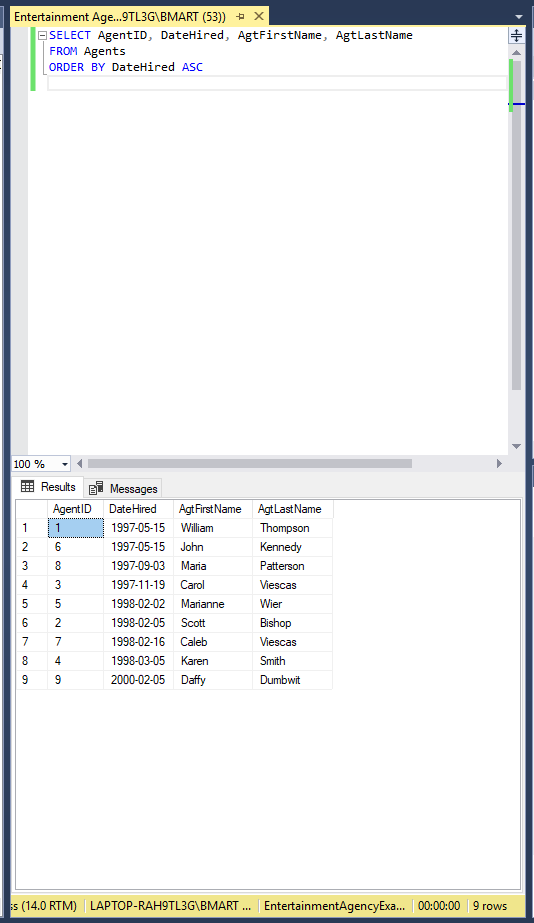 Entertainment Age...9TL3G\BMART (53))
SELECT AgentID, DateHired, AgtFirstName, AgtLastName
FROM Agents
ORDER BY DateHired ASC
100 %
Results Messages
AgentID DateHired AgtFirstName AgtLastName
1 1 1997-05-15 William Thompson
2 6 1997-05-15 John Kennedy
3 8 1997-09-03 Maria Patterson
4 3 1997-11-19 Carol Viescas
5 5 1998-02-02 Marianne Wier
6 2 1998-02-05 Scott Bishop
7 7 1998-02-16 Caleb Viescas
8 4 1998-03-05 Karen Smith
9 9 2000-02-05 Daffy Dumbwit
ss (14.0 RTM) LAPTOP-RAH9TL3G\BMART ... EntertainmentAgencyExa... 00:00:00 9 rows